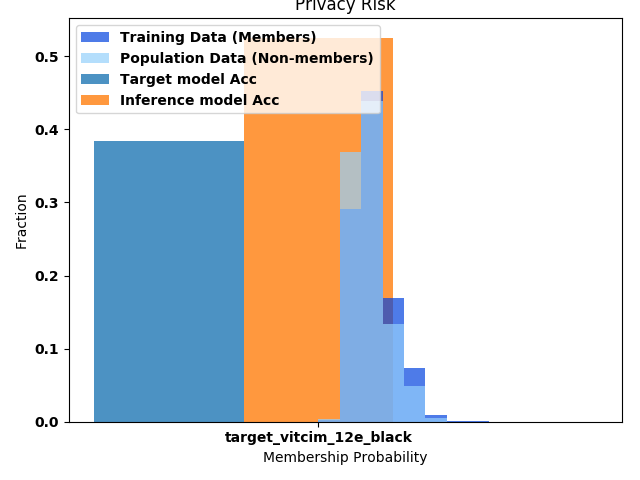 Privacy Risk
Training Data (Members)
Population Data (Non-members)
Target model Acc
Inference model Acc
0.5
0.4
0.3
0.2
0.1
0.0
Fraction
target_vitcim_12e_black
Membership Probability